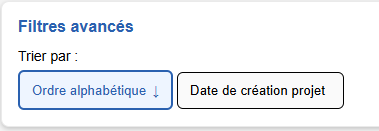 Filtres avancés
Trier par :
Ordre alphabétique ↓ Date de création projet